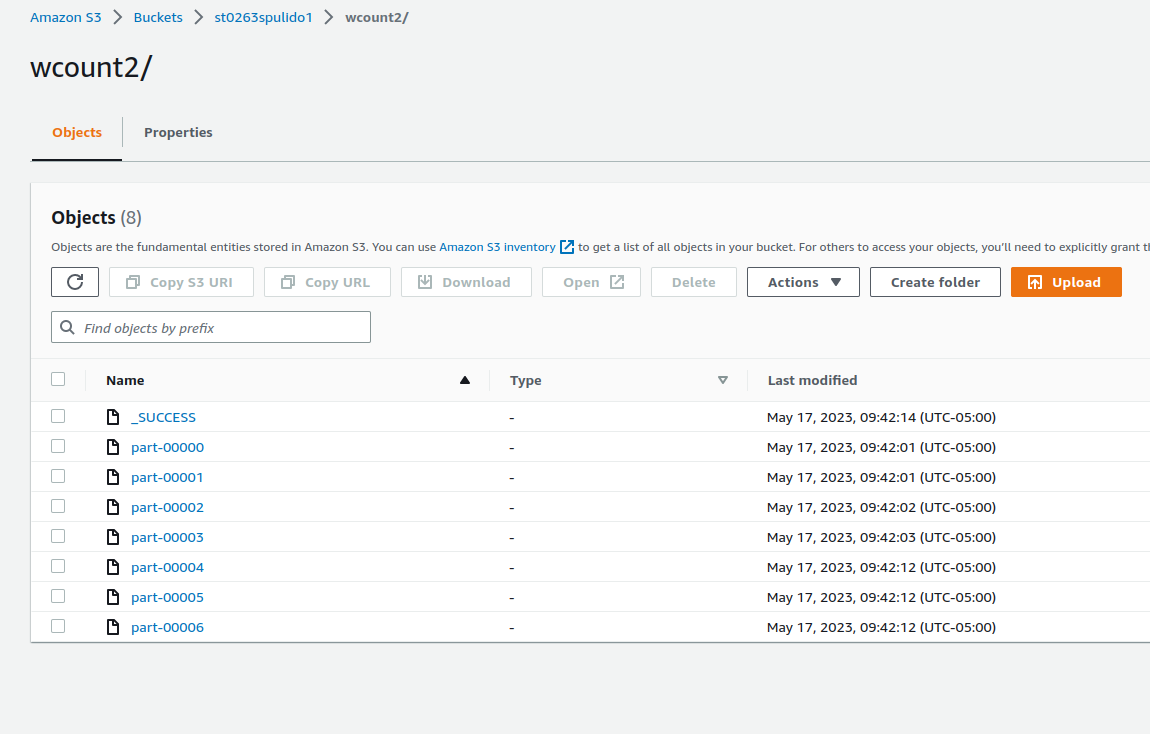 Amazon S3 > Buckets > st0263spulido1 > wcount2/
wcount2/
Objects Properties
Objects (8)
Objects are the fundamental entities stored in Amazon S3. You can use Amazon S3 inventory to get a list of all objects in your bucket. For others to access your objects, you'll need to explicitly grant
Copy S3 URI Copy URL Download Open Delete Actions Create folder Upload
Find objects by prefix
Name Type Last modified
_SUCCESS - May 17, 2023, 09:42:14 (UTC-05:00)
part-00000 - May 17, 2023, 09:42:01 (UTC-05:00)
part-00001 - May 17, 2023, 09:42:01 (UTC-05:00)
part-00002 - May 17, 2023, 09:42:02 (UTC-05:00)
part-00003 - May 17, 2023, 09:42:03 (UTC-05:00)
part-00004 - May 17, 2023, 09:42:12 (UTC-05:00)
part-00005 - May 17, 2023, 09:42:12 (UTC-05:00)
part-00006 - May 17, 2023, 09:42:12 (UTC-05:00)